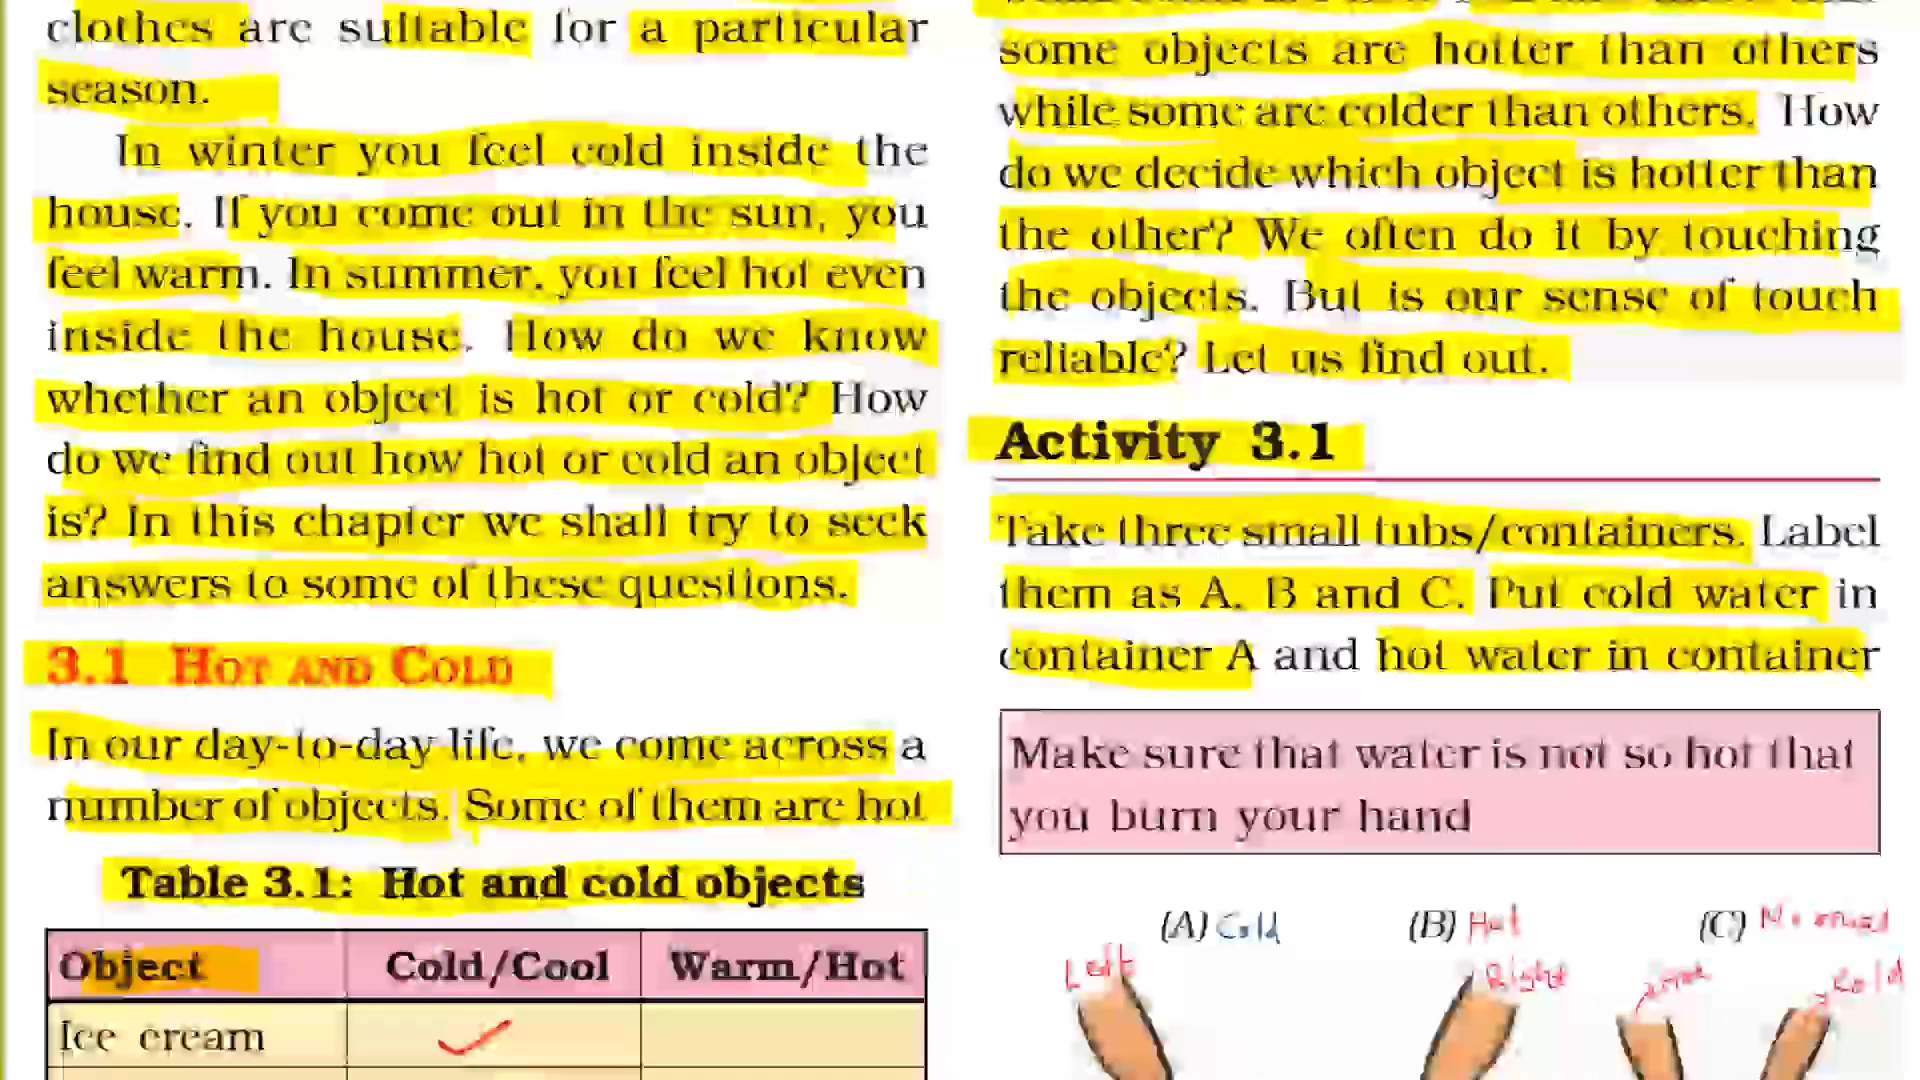 clothes are suitable for a particular
season.
In winter you feel cold inside the
house. If you come out in the sun, you
feel warm. In summer, you feel hot even
inside the house. How do we know
whether an object is hot or cold? How
do we find out how hot or cold an object
is? In this chapter we shall try to seek
answers to some of these questions.
3.1 HOT AND COLD
In our day-to-day life, we come across a
number of objects. Some of them are hot
Table 3.1: Hot and cold objects
Object Cold/Cool Warm/Hot
Ice cream
some objects are hotter than others
while some are colder than others. How
do we decide which object is hotter than
the other? We often do it by touching
the objects. But is our sense of touch
reliable? Let us find out.
Activity 3.1
Take three small tubs/containers. Label
them as A, B and C. Put cold water in
container A and hot water in container
Make sure that water is not so hot that
you burn your hand
(A) Cold (B) Hot (C)
Left Right Cold